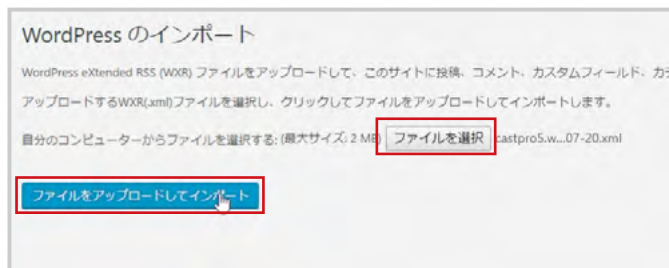 WordPress のインポート
WordPress eXtended RSS (WXR) ファイルをアップロードして、このサイトに投稿、コメント、カスタムフィールド、カテ
アップロードするWXR(.xml)ファイルを選択し、クリックしてファイルをアップロードしてインポートします。
自分のコンピューターからファイルを選択する: (最大サイズ: 2 MB) ファイルを選択 castpro5.w...07-20.xml
ファイルをアップロードしてインポート